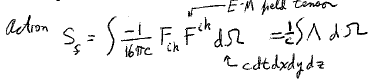 E-M field tensor
Action S_f = ∫ -1/16πc F_ik F^ik dΩ = 1/c ∫ Λ dΩ
cdtdxdydz